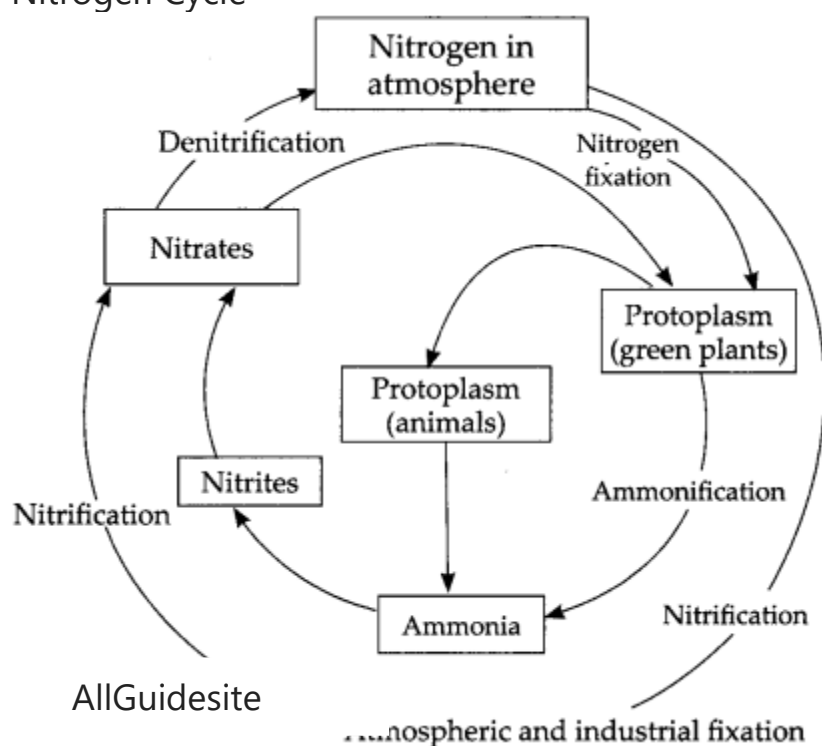 Nitrogen Cycle
Nitrogen in
atmosphere
Denitrification
Nitrogen
fixation
Nitrates
Protoplasm
(green plants)
Protoplasm
(animals)
Nitrites
Ammonification
Nitrification
Ammonia
Nitrification
AllGuidesite
and industrial fixation